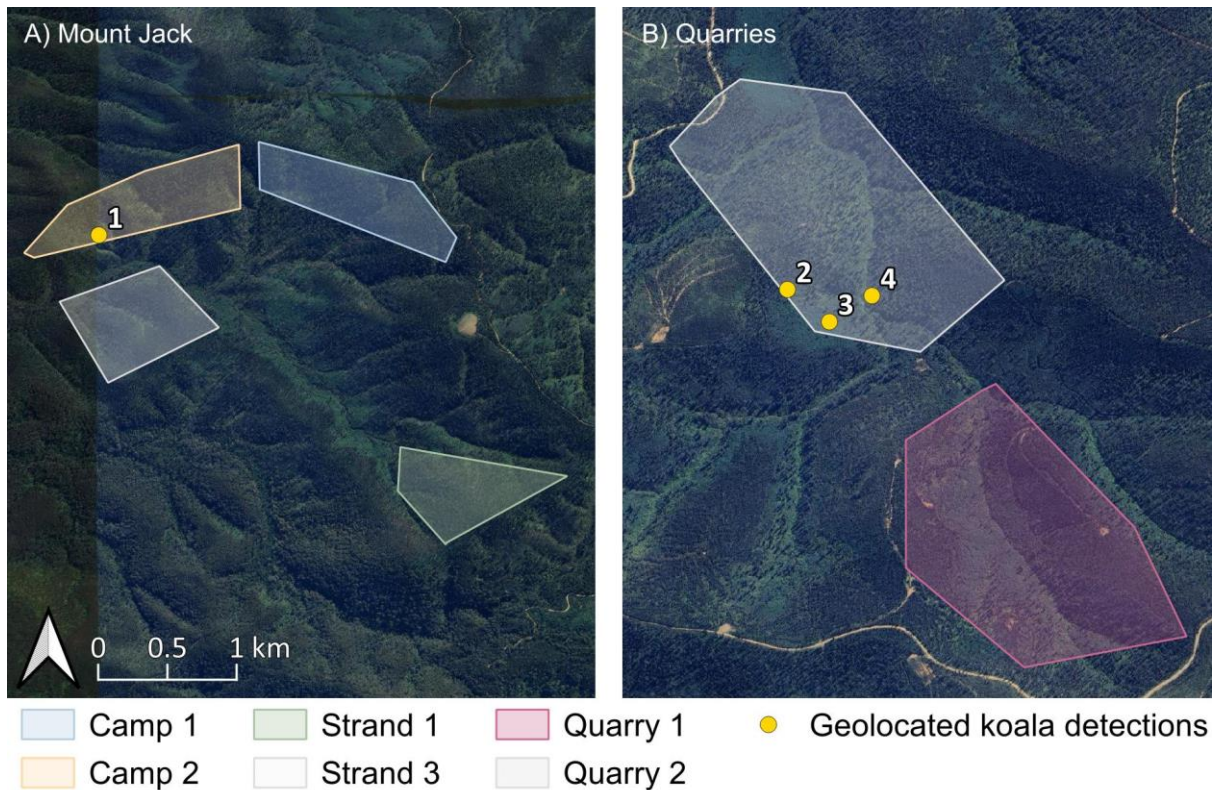 A) Mount Jack
B) Quarries
1
2
3
4
0 0.5 1 km
Camp 1
Strand 1
Quarry 1
Geolocated koala detections
Camp 2
Strand 3
Quarry 2